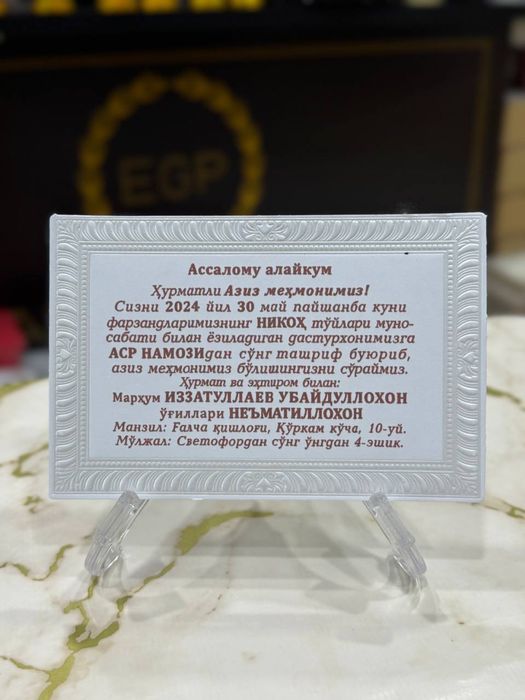 EGP
Ассалому алайкум
Ҳурматли Азиз меҳмонимиз!
Сизни 2024 йил 30 май пайшанба куни
фарзандларимизнинг НИКОҲ тўйлари муно-
сабати билан ёзиладиган дастурхонимизга
АСР НАМОЗИдан сўнг ташриф буюриб,
азиз меҳмонимиз бўлишингизни сўраймиз.
Ҳурмат ва эҳтиром билан:
Марҳум ИЗЗАТУЛЛАЕВ УБАЙДУЛЛОХОН
ўғиллари НЕЪМАТИЛЛОХОН
Манзил: Ғалча қишлоғи, Қўркам кўча, 10-уй.
Мўлжал: Светофордан сўнг ўнгдан 4-эшик.